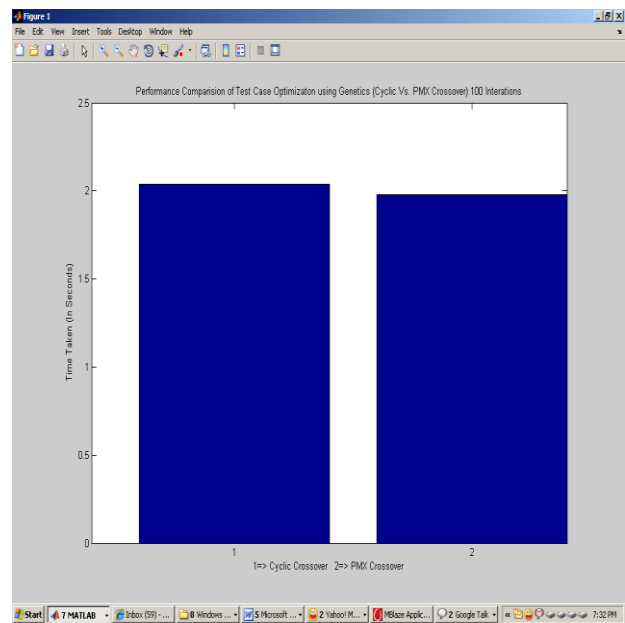 Figure 1
File Edit View Insert Tools Desktop Window Help
Performance Comparision of Test Case Optimizaton using Genetics (Cyclic Vs. PMX Crossover) 100 Interations
2.5
2
1.5
1
0.5
0
Time Taken (In Seconds)
1 2
1=> Cyclic Crossover 2=> PMX Crossover
Start 7 MATLAB Inbox (59) - ... 8 Windows ... 5 Microsoft ... 2 Yahoo! M... MBlaze Applic... 2 Google Talk « 7:32 PM